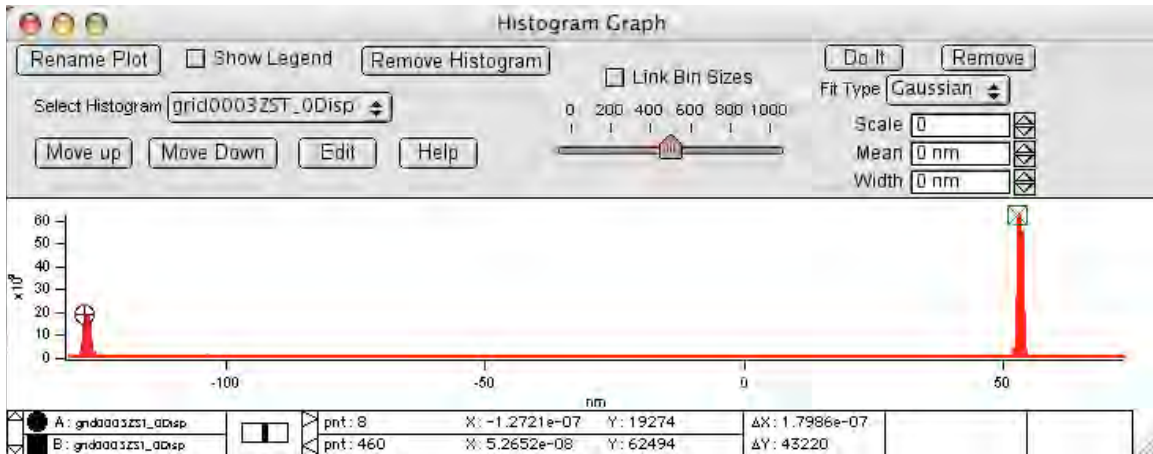 Histogram Graph
Rename Plot Show Legend Remove Histogram Link Bin Sizes Do It Remove
Fit Type Gaussian
Select Histogram grid0003ZST_0Disp 0 200 400 600 800 1000
Scale 0
Move up Move Down Edit Help Mean 0 nm
Width 0 nm
60
50
40
30
20
10
0
x10³
-100 -50 0 50
nm
A: grid0003ZST_0Disp pnt: 8 X: -1.2721e-07 Y: 19274 ΔX: 1.7986e-07
B: grid0003ZST_0Disp pnt: 460 X: 5.2652e-08 Y: 62494 ΔY: 43220